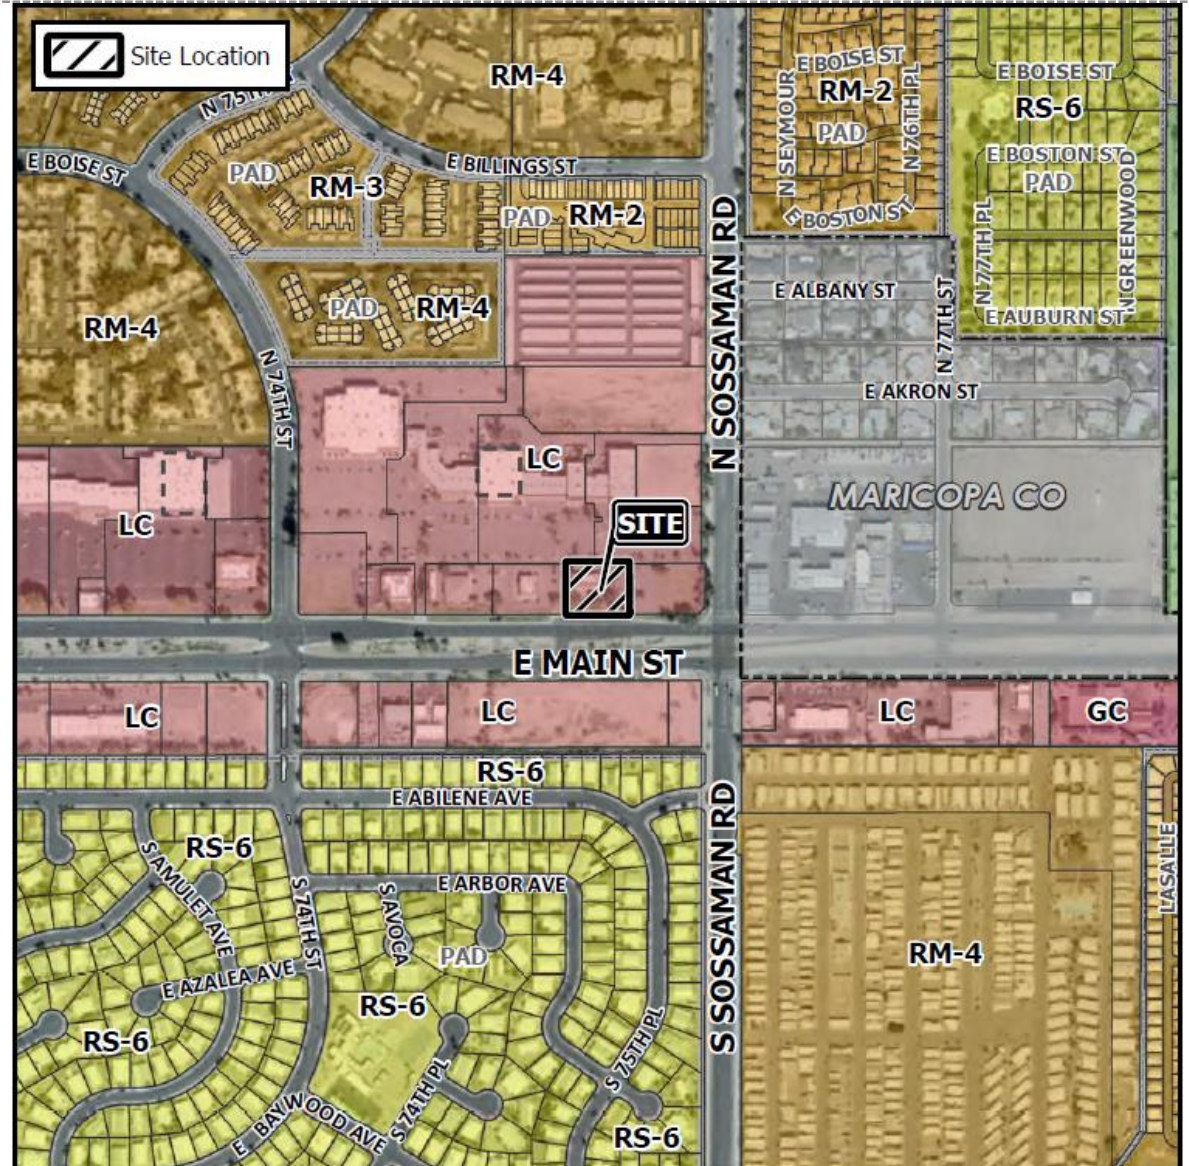 Site Location
RM-4
E BOISE ST
RM-2
PAD
N SEYMOUR
N 76TH PL
E BOSTON ST
E BOISE ST
RS-6
E BOSTON ST
PAD
N 77TH PL
N GREENWOOD
E AUBURN ST
N 75TH
E BOISE ST
E BILLINGS ST
PAD
RM-3
PAD
RM-2
N SOSSAMAN RD
E ALBANY ST
N 77TH ST
E AKRON ST
RM-4
PAD
RM-4
N 74TH ST
LC
LC
SITE
MARICOPA CO
E MAIN ST
LC
LC
LC
GC
RS-6
E ABILENE AVE
S SOSSAMAN RD
RS-6
S AMULET AVE
S 74TH ST
E ARBOR AVE
S AVOCA
PAD
LASALLE
E AZALEA AVE
RS-6
RM-4
RS-6
S 75TH PL
S 74TH PL
E BAYWOOD AVE
RS-6